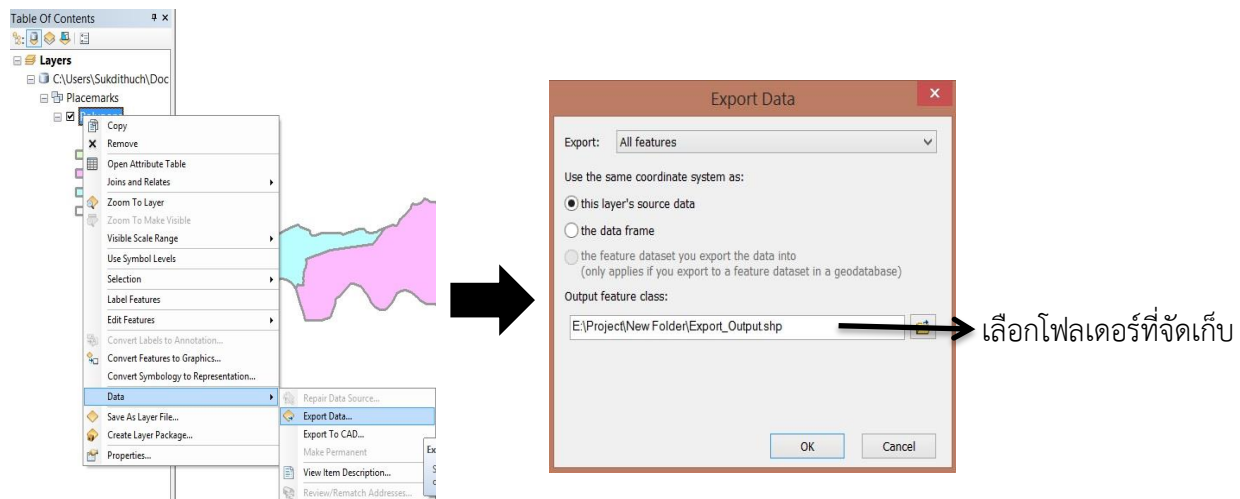 Table Of Contents
Layers
C:\Users\Sukdithuch\Doc
Placemarks
Copy
Remove
Open Attribute Table
Joins and Relates
Zoom To Layer
Zoom To Make Visible
Visible Scale Range
Use Symbol Levels
Selection
Label Features
Edit Features
Convert Labels to Annotation...
Convert Features to Graphics...
Convert Symbology to Representation...
Data
Save As Layer File...
Create Layer Package...
Properties...
Repair Data Source...
Export Data...
Export To CAD...
Make Permanent
View Item Description...
Review/Rematch Addresses...
Ex
Export Data
Export: All features
Use the same coordinate system as:
this layer's source data
the data frame
the feature dataset you export the data into
(only applies if you export to a feature dataset in a geodatabase)
Output feature class:
E:\Project\New Folder\Export_Output.shp
OK Cancel
เลือกโฟลเดอร์ที่จัดเก็บ